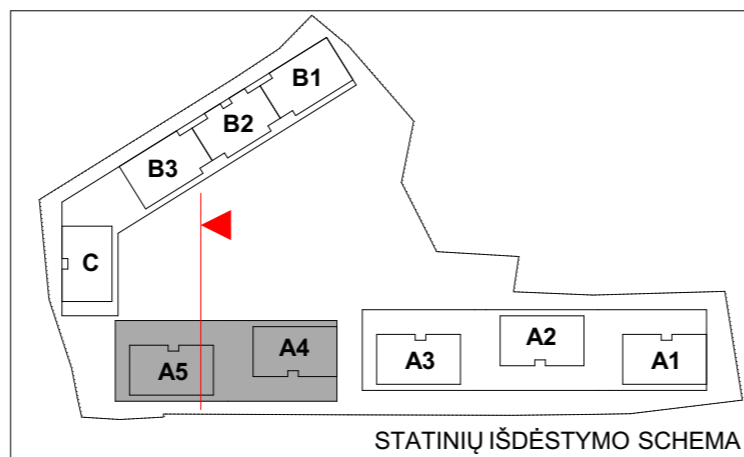 B1
B2
B3
C
A2
A4
A3
A1
A5
STATINIŲ IŠDĖSTYMO SCHEMA